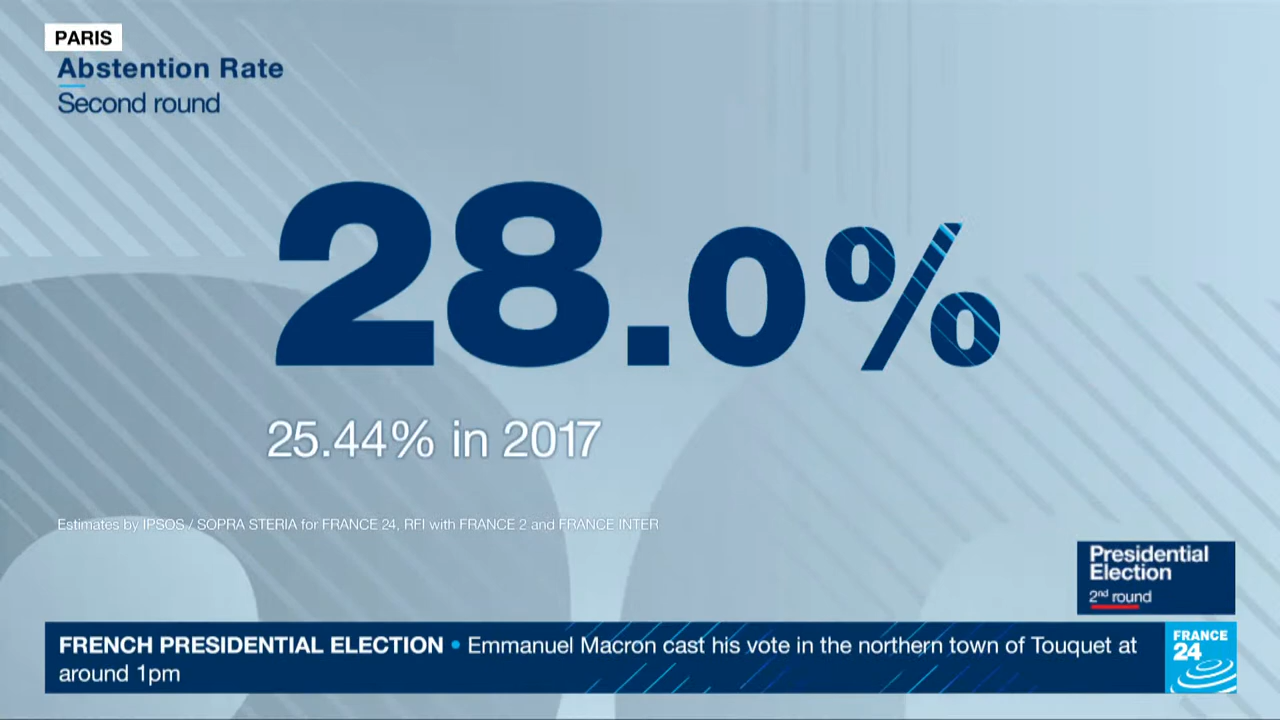 PARIS
Abstention Rate
Second round
28.0%
25.44% in 2017
Estimates by IPSOS / SOPRA STERIA for FRANCE 24, RFI with FRANCE 2 and FRANCE INTER
Presidential
Election
2nd round
FRENCH PRESIDENTIAL ELECTION • Emmanuel Macron cast his vote in the northern town of Touquet at
around 1pm
FRANCE
24